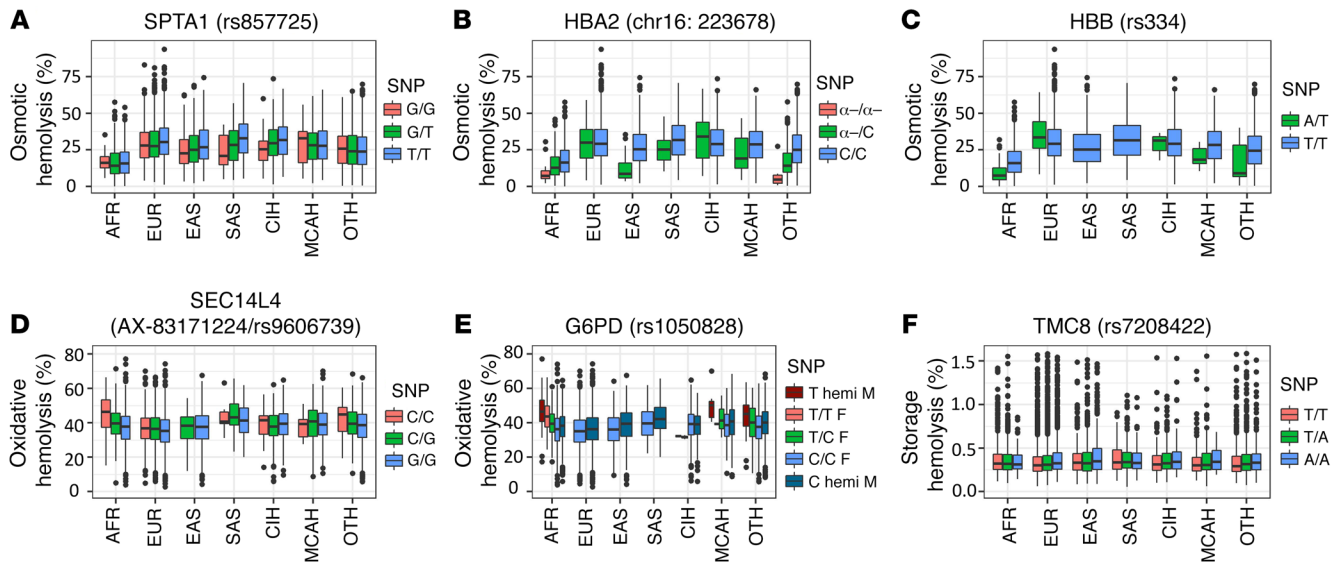 A
SPTA1 (rs857725)
Osmotic
hemolysis (%)
75
50
25
0
AFR
EUR
EAS
SAS
CIH
MCAH
OTH
SNP
G/G
G/T
T/T
B
HBA2 (chr16: 223678)
Osmotic
hemolysis (%)
75
50
25
0
AFR
EUR
EAS
SAS
CIH
MCAH
OTH
SNP
α–/α–
α–/C
C/C
C
HBB (rs334)
Osmotic
hemolysis (%)
75
50
25
0
AFR
EUR
EAS
SAS
CIH
MCAH
OTH
SNP
A/T
T/T
D
SEC14L4
(AX-83171224/rs9606739)
Oxidative
hemolysis (%)
80
60
40
20
0
AFR
EUR
EAS
SAS
CIH
MCAH
OTH
SNP
C/C
C/G
G/G
E
G6PD (rs1050828)
Oxidative
hemolysis (%)
80
60
40
20
0
AFR
EUR
EAS
SAS
CIH
MCAH
OTH
SNP
T hemi M
T/T F
T/C F
C/C F
C hemi M
F
TMC8 (rs7208422)
Storage
hemolysis (%)
1.5
1.0
0.5
0.0
AFR
EUR
EAS
SAS
CIH
MCAH
OTH
SNP
T/T
T/A
A/A